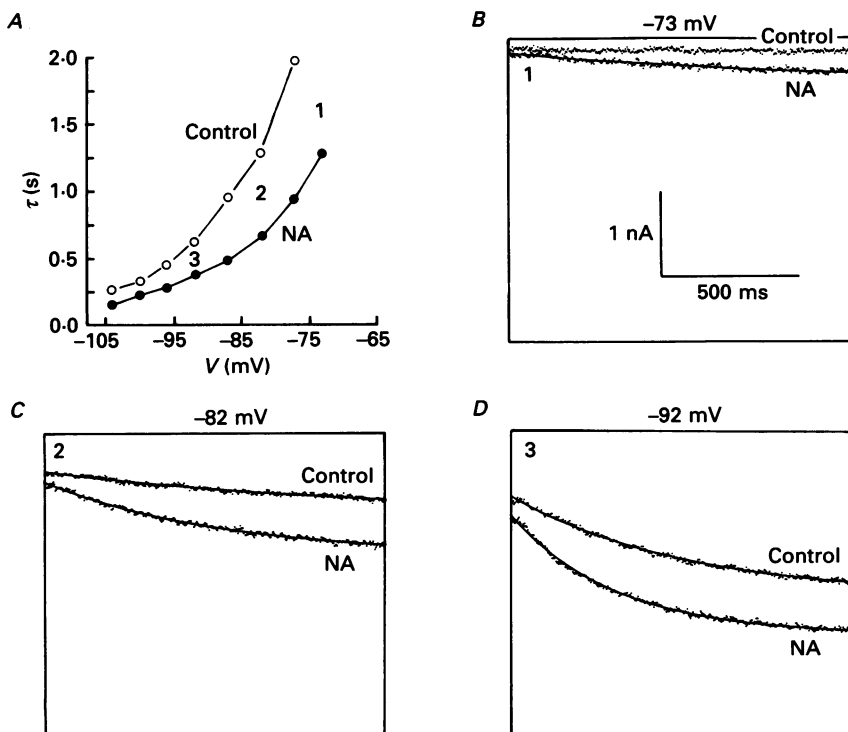 A
2·0
1·5
1·0
0·5
0·0
τ (s)
Control
1
2
NA
3
–105 –95 –85 –75 –65
V (mV)
B
–73 mV
Control
1
NA
1 nA
500 ms
C
–82 mV
2
Control
NA
D
–92 mV
3
Control
NA